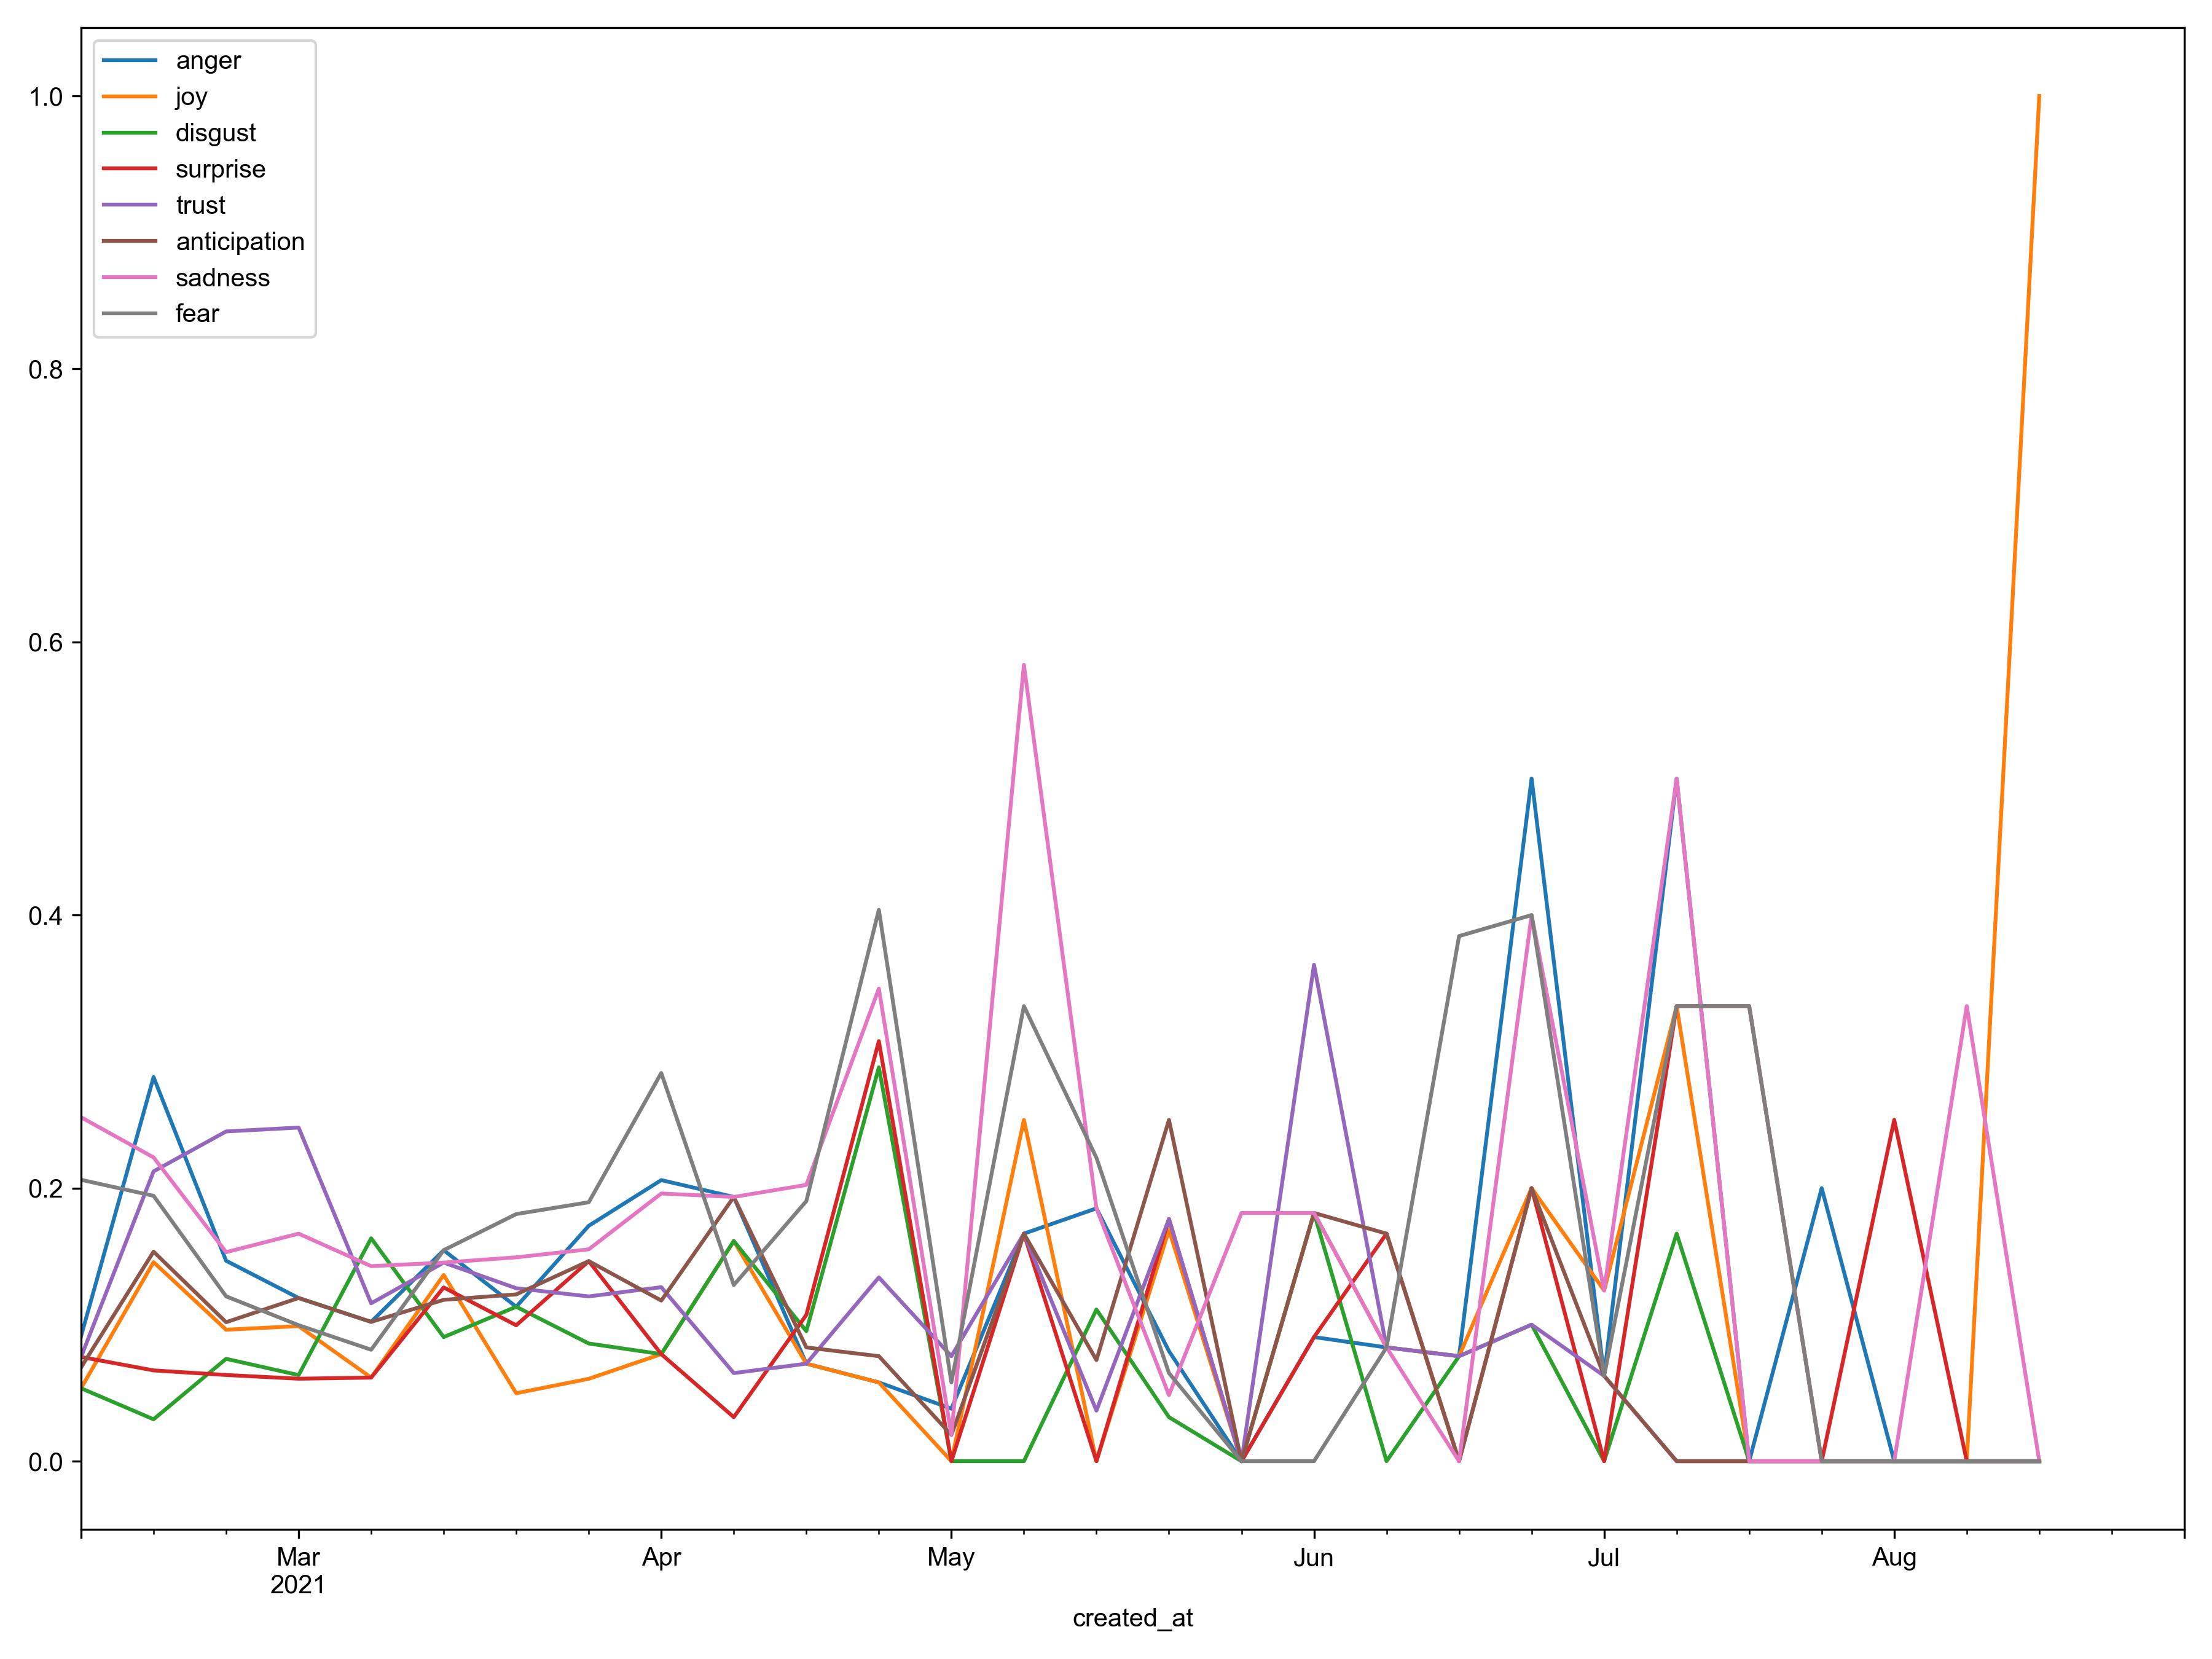 anger
joy
disgust
surprise
trust
anticipation
sadness
fear
1.0
0.8
0.6
0.4
0.2
0.0
Mar
2021
Apr
May
Jun
Jul
Aug
created_at